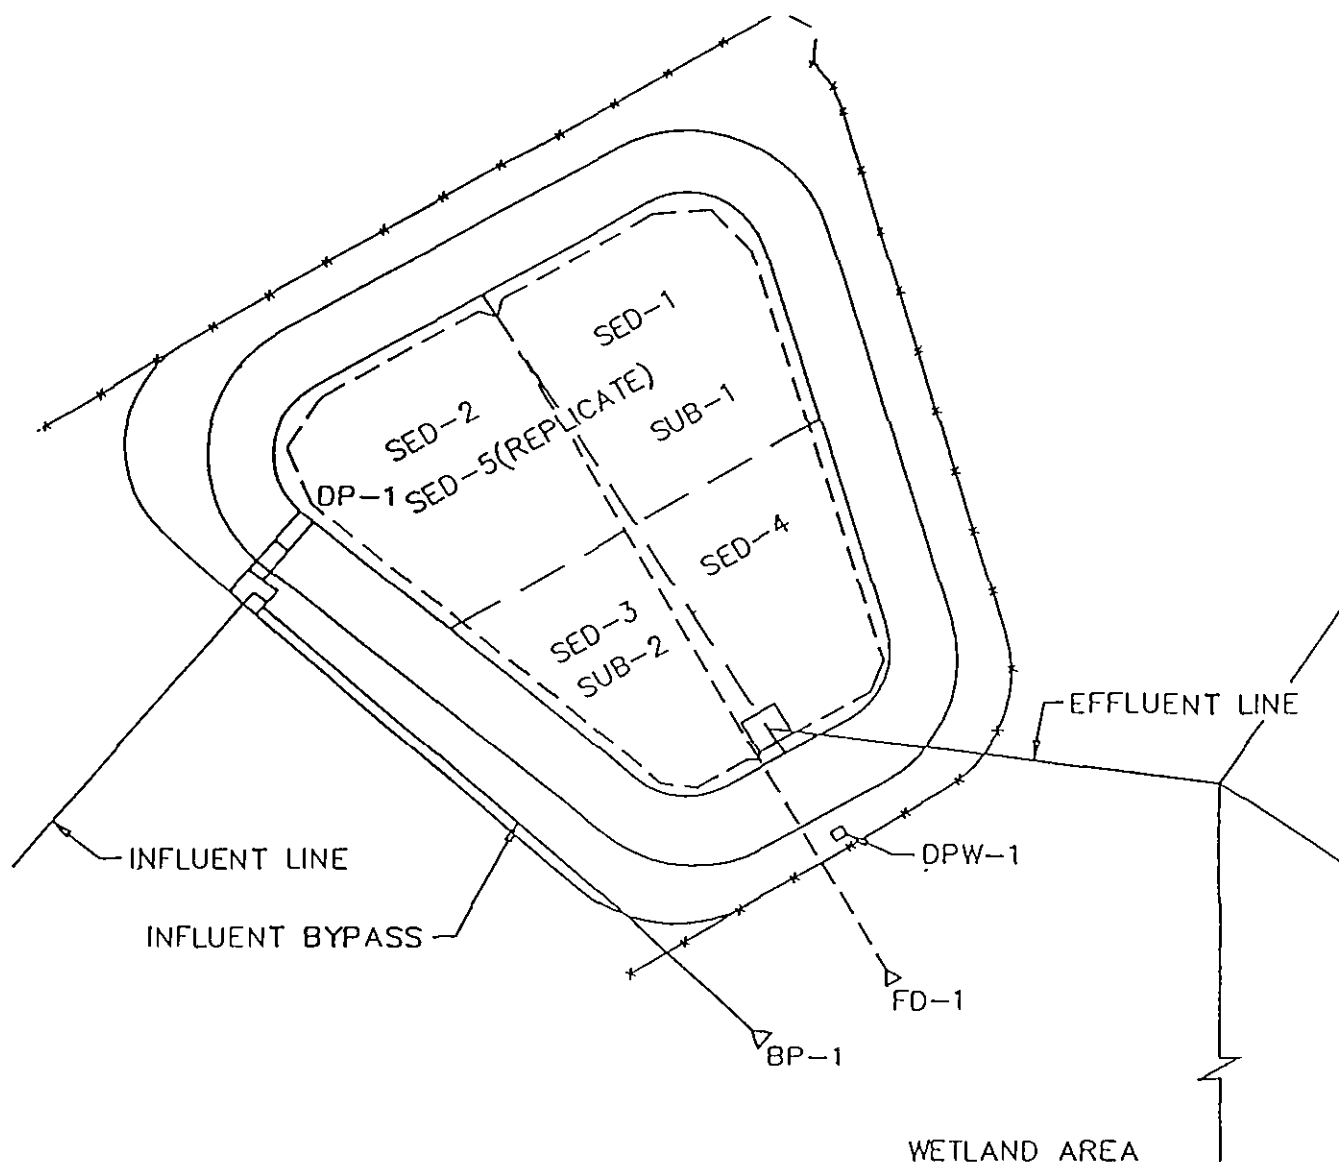 SED-1
SED-2
SUB-1
SED-5(REPLICATE)
DP-1
SED-4
SED-3
SUB-2
EFFLUENT LINE
INFLUENT LINE
DPW-1
INFLUENT BYPASS
FD-1
BP-1
WETLAND AREA